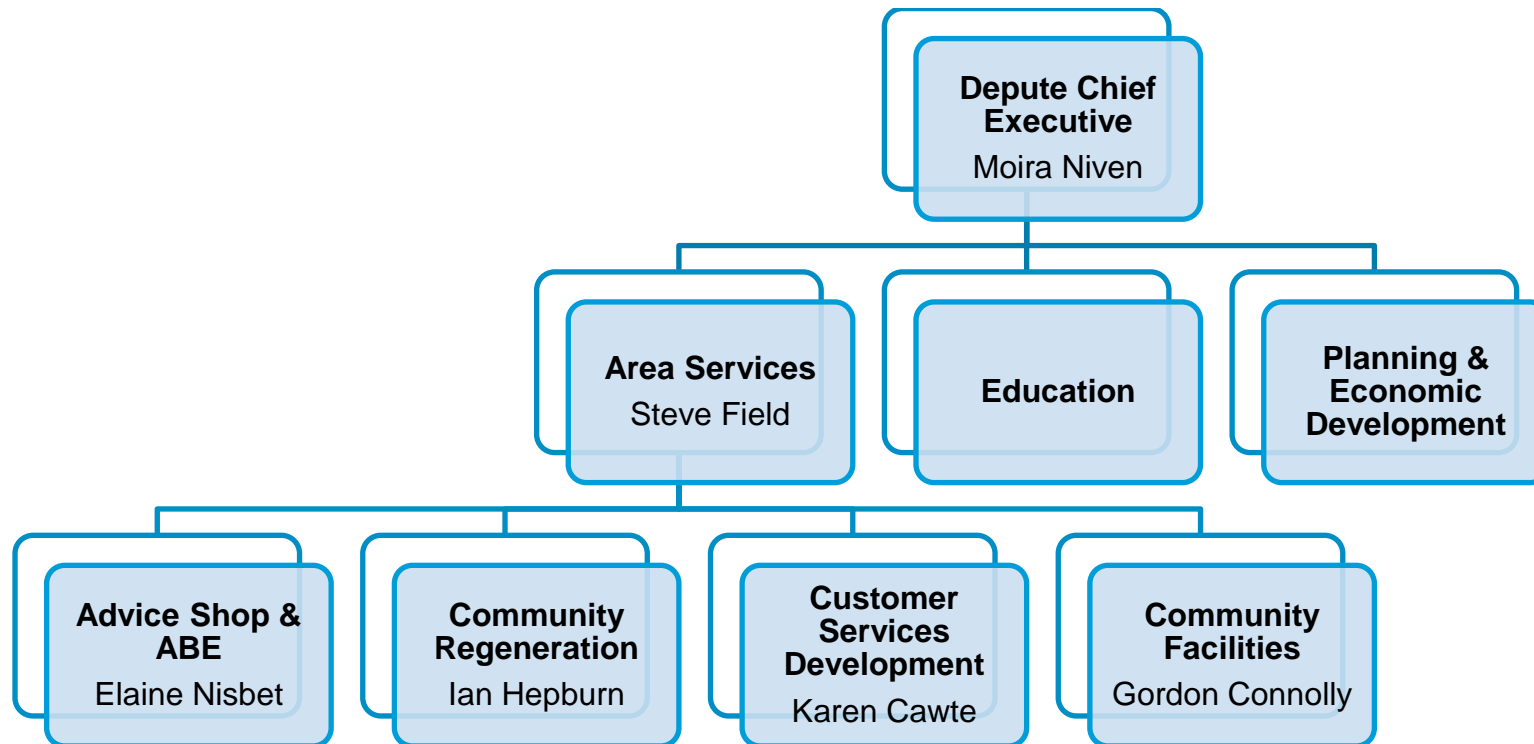 Depute Chief
Executive
Moira Niven
Area Services
Steve Field
Education
Planning &
Economic
Development
Advice Shop &
ABE
Elaine Nisbet
Community
Regeneration
Ian Hepburn
Customer
Services
Development
Karen Cawte
Community
Facilities
Gordon Connolly